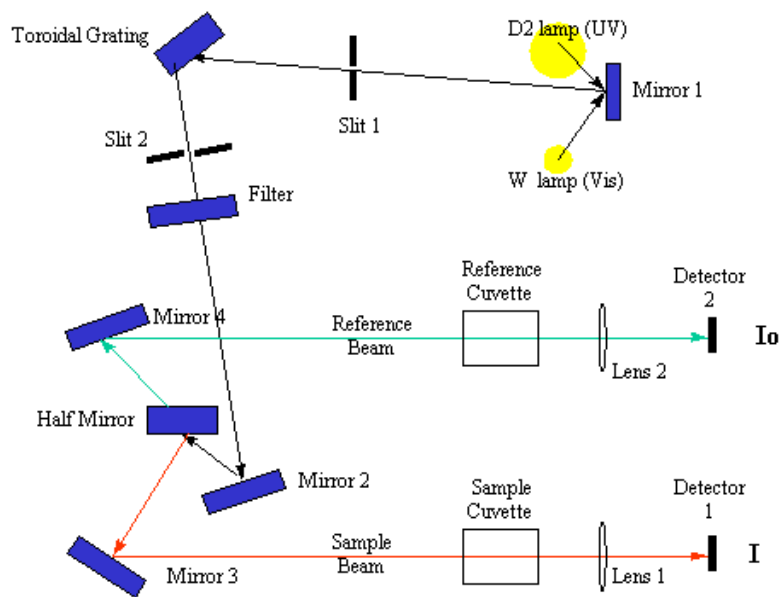 Toroidal Grating
D2 lamp (UV)
Mirror 1
Slit 1
Slit 2
W lamp (Vis)
Filter
Reference
Cuvette
Detector
2
Mirror 4
Reference
Beam
Io
Lens 2
Half Mirror
Mirror 2
Sample
Cuvette
Detector
1
Sample
Beam
I
Mirror 3
Lens 1